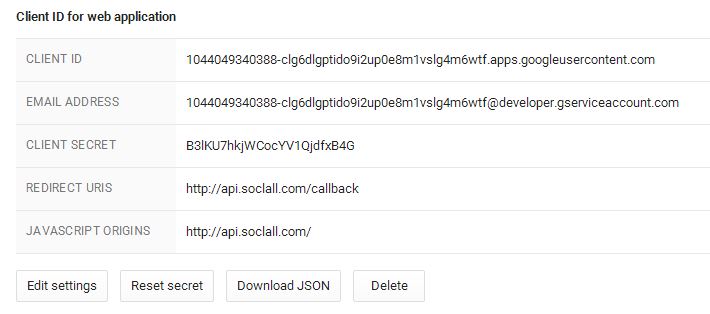 Client ID for web application
CLIENT ID 1044049340388-clg6dlgptido9i2up0e8m1vslg4m6wtf.apps.googleusercontent.com
EMAIL ADDRESS 1044049340388-clg6dlgptido9i2up0e8m1vslg4m6wtf@developer.gserviceaccount.com
CLIENT SECRET B3lKU7hkjWCocYV1QjdfxB4G
REDIRECT URIS http://api.soclall.com/callback
JAVASCRIPT ORIGINS http://api.soclall.com/
Edit settings Reset secret Download JSON Delete